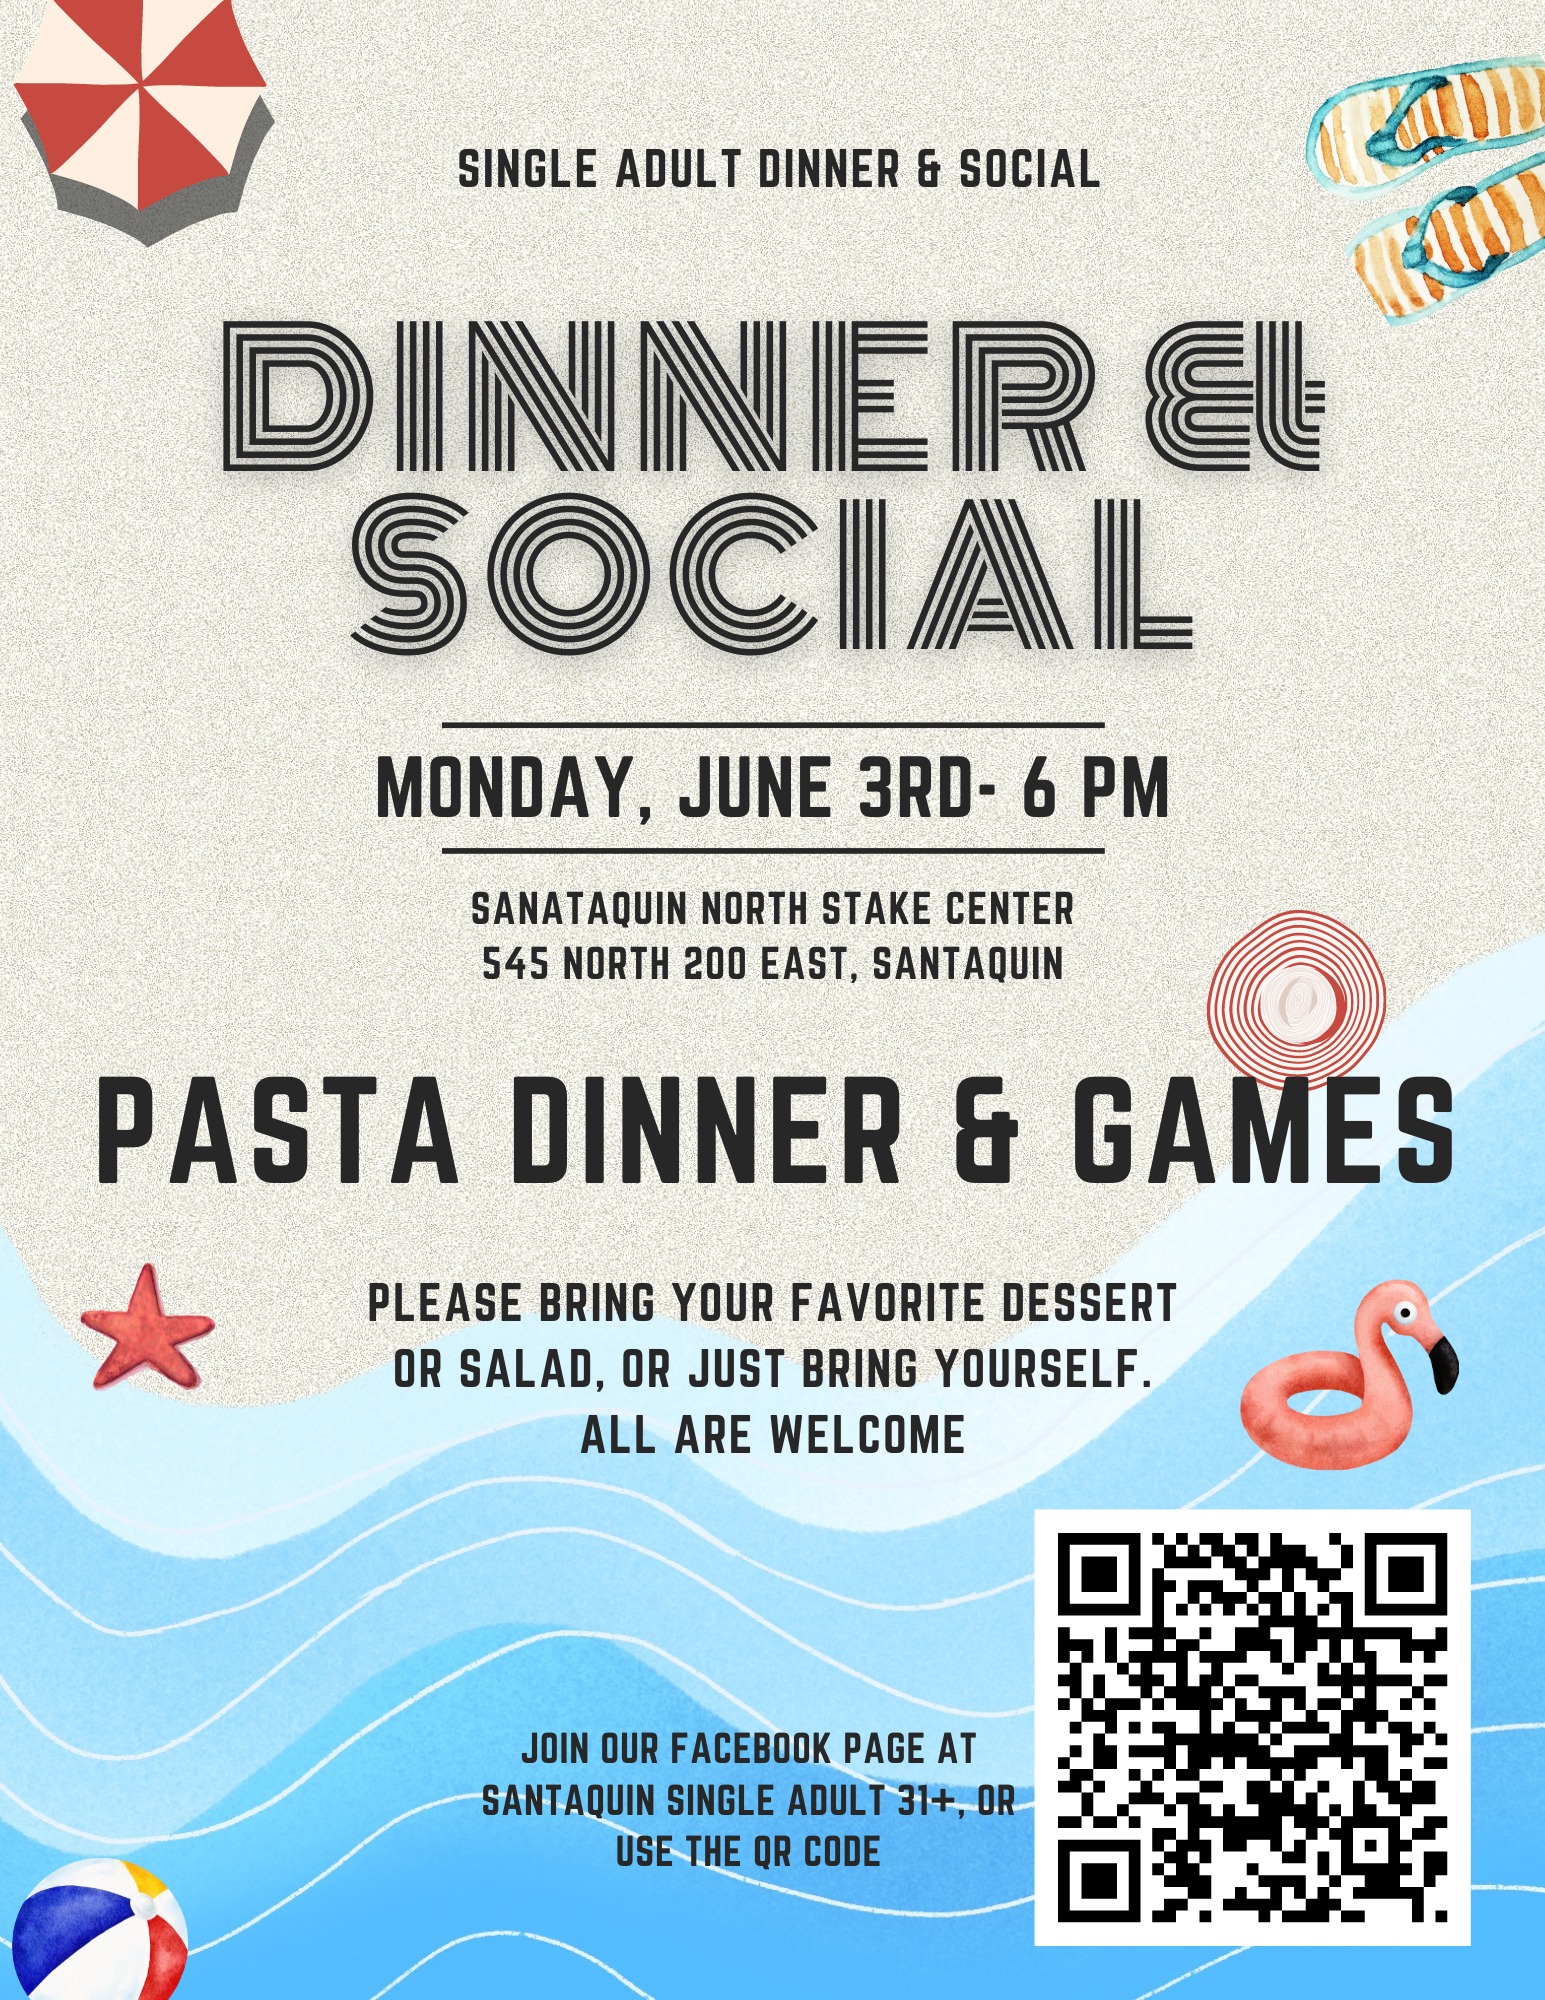 SINGLE ADULT DINNER & SOCIAL
DINNER &
SOCIAL
MONDAY, JUNE 3RD- 6 PM
SANATAQUIN NORTH STAKE CENTER
545 NORTH 200 EAST, SANTAQUIN
PASTA DINNER & GAMES
PLEASE BRING YOUR FAVORITE DESSERT
OR SALAD, OR JUST BRING YOURSELF.
ALL ARE WELCOME
JOIN OUR FACEBOOK PAGE AT
SANTAQUIN SINGLE ADULT 31+, OR
USE THE QR CODE